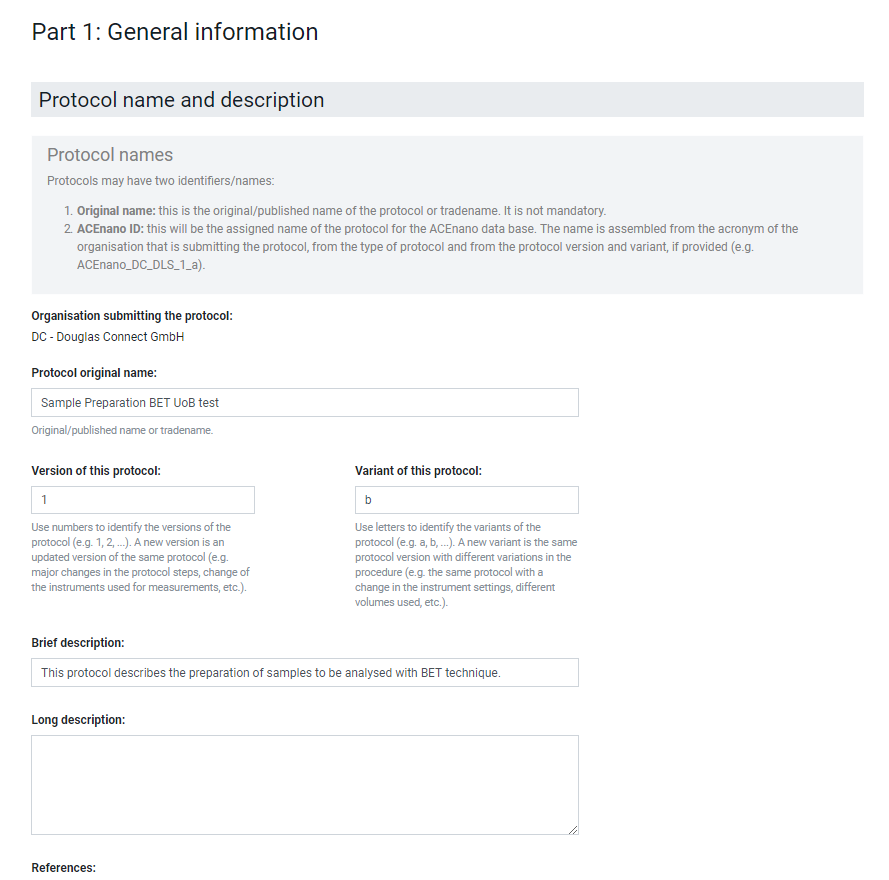 Part 1: General information
Protocol name and description
Protocol names
Protocols may have two identifiers/names:
1. Original name: this is the original/published name of the protocol or tradename. It is not mandatory.
2. ACEnano ID: this will be the assigned name of the protocol for the ACEnano data base. The name is assembled from the acronym of the
organisation that is submitting the protocol, from the type of protocol and from the protocol version and variant, if provided (e.g.
ACEnano_DC_DLS_1_a).
Organisation submitting the protocol:
DC - Douglas Connect GmbH
Protocol original name:
Sample Preparation BET UoB test
Original/published name or tradename.
Version of this protocol:
1
Use numbers to identify the versions of the
protocol (e.g. 1, 2, ...). A new version is an
updated version of the same protocol (e.g.
major changes in the protocol steps, change of
the instruments used for measurements, etc.).
Variant of this protocol:
b
Use letters to identify the variants of the
protocol (e.g. a, b, ...). A new variant is the same
protocol version with different variations in the
procedure (e.g. the same protocol with a
change in the instrument settings, different
volumes used, etc.).
Brief description:
This protocol describes the preparation of samples to be analysed with BET technique.
Long description:
References: